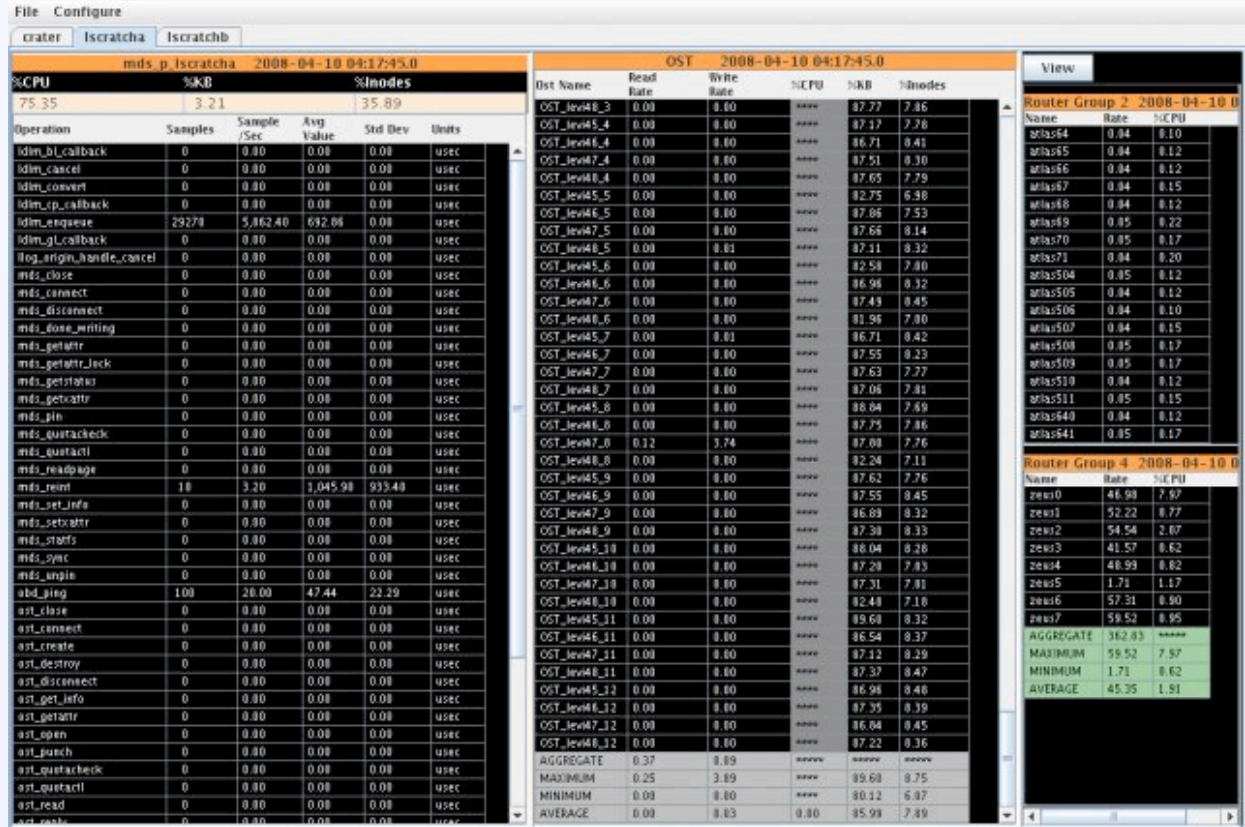 File Configure
crater lscratcha lscratchb
mds_p_lscratcha 2008-04-10 04:17:45.0
%CPU %KB %Inodes
75.35 3.21 35.89
Operation Samples Sample /Sec Avg Value Std Dev Units
ldlm_bl_callback 0 0.00 0.00 0.00 usec
ldlm_cancel 0 0.00 0.00 0.00 usec
ldlm_convert 0 0.00 0.00 0.00 usec
ldlm_cp_callback 0 0.00 0.00 0.00 usec
ldlm_enqueue 29270 5,862.40 692.86 0.00 usec
ldlm_gl_callback 0 0.00 0.00 0.00 usec
llog_origin_handle_cancel 0 0.00 0.00 0.00 usec
mds_close 0 0.00 0.00 0.00 usec
mds_connect 0 0.00 0.00 0.00 usec
mds_disconnect 0 0.00 0.00 0.00 usec
mds_done_writing 0 0.00 0.00 0.00 usec
mds_getattr 0 0.00 0.00 0.00 usec
mds_getattr_lock 0 0.00 0.00 0.00 usec
mds_getstatus 0 0.00 0.00 0.00 usec
mds_getxattr 0 0.00 0.00 0.00 usec
mds_pin 0 0.00 0.00 0.00 usec
mds_quotacheck 0 0.00 0.00 0.00 usec
mds_quotactl 0 0.00 0.00 0.00 usec
mds_readpage 0 0.00 0.00 0.00 usec
mds_reint 3.20 1,045.90 933.40 usec
mds_set_info 0 0.00 0.00 0.00 usec
mds_setxattr 0 0.00 0.00 0.00 usec
mds_statfs 0 0.00 0.00 0.00 usec
mds_sync 0 0.00 0.00 0.00 usec
mds_unpin 0 0.00 0.00 0.00 usec
obd_ping 100 20.00 47.44 22.29 usec
ost_close 0 0.00 0.00 0.00 usec
ost_connect 0 0.00 0.00 0.00 usec
ost_create 0 0.00 0.00 0.00 usec
ost_destroy 0 0.00 0.00 0.00 usec
ost_disconnect 0 0.00 0.00 0.00 usec
ost_get_info 0 0.00 0.00 0.00 usec
ost_getattr 0 0.00 0.00 0.00 usec
ost_open 0 0.00 0.00 0.00 usec
ost_punch 0 0.00 0.00 0.00 usec
ost_quotacheck 0 0.00 0.00 0.00 usec
ost_quotactl 0 0.00 0.00 0.00 usec
ost_read 0 0.00 0.00 0.00 usec
OST 2008-04-10 04:17:45.0
Ost Name Read Rate Write Rate %CPU %KB %Inodes
OST_levi48_3 0.00 0.00 **** 87.77 7.86
OST_levi45_4 0.00 0.00 **** 87.17 7.78
OST_levi46_4 0.00 0.00 **** 86.71 8.41
OST_levi47_4 0.00 0.00 **** 87.51 8.30
OST_levi48_4 0.00 0.00 **** 87.65 7.79
OST_levi45_5 0.00 0.00 **** 82.75 6.98
OST_levi46_5 0.00 0.00 **** 87.86 7.53
OST_levi47_5 0.00 0.00 **** 87.66 8.14
OST_levi48_5 0.00 0.01 **** 87.11 8.32
OST_levi45_6 0.00 0.00 **** 82.58 7.00
OST_levi46_6 0.00 0.00 **** 86.96 8.32
OST_levi47_6 0.00 0.00 **** 87.49 8.45
OST_levi48_6 0.00 0.00 **** 81.96 7.00
OST_levi45_7 0.00 0.01 **** 86.71 8.42
OST_levi46_7 0.00 0.00 **** 87.55 8.23
OST_levi47_7 0.00 0.00 **** 87.63 7.77
OST_levi48_7 0.00 0.00 **** 87.06 7.81
OST_levi45_8 0.00 0.00 **** 88.84 7.69
OST_levi46_8 0.00 0.00 **** 87.75 7.86
OST_levi47_8 0.12 3.74 **** 87.80 7.76
OST_levi48_8 0.00 0.00 **** 82.24 7.11
OST_levi45_9 0.00 0.00 **** 87.62 7.76
OST_levi46_9 0.00 0.00 **** 87.55 8.45
OST_levi47_9 0.00 0.00 **** 86.89 8.32
OST_levi48_9 0.00 0.00 **** 87.30 8.33
OST_levi45_10 0.00 0.00 **** 88.04 8.28
OST_levi46_10 0.00 0.00 **** 87.20 7.83
OST_levi47_10 0.00 0.00 **** 87.31 7.81
OST_levi48_10 0.00 0.00 **** 82.48 7.18
OST_levi45_11 0.00 0.00 **** 89.60 8.32
OST_levi46_11 0.00 0.00 **** 86.54 8.37
OST_levi47_11 0.00 0.00 **** 87.12 8.29
OST_levi48_11 0.00 0.00 **** 87.37 8.47
OST_levi45_12 0.00 0.00 **** 86.96 8.48
OST_levi46_12 0.00 0.00 **** 87.35 8.39
OST_levi47_12 0.00 0.00 **** 86.84 8.45
OST_levi48_12 0.00 0.00 **** 87.22 8.36
AGGREGATE 0.37 8.09 ***** ***** *****
MAXIMUM 0.25 3.89 **** 89.60 8.75
MINIMUM 0.00 0.00 **** 80.12 6.87
AVERAGE 0.00 0.03 0.00 85.99 7.89
View
Router Group 2 2008-04-10 0
Name Rate %CPU
atlas64 0.04 0.10
atlas65 0.04 0.12
atlas66 0.04 0.12
atlas67 0.04 0.15
atlas68 0.04 0.12
atlas69 0.05 0.22
atlas70 0.05 0.17
atlas71 0.04 0.20
atlas504 0.05 0.12
atlas505 0.04 0.12
atlas506 0.04 0.10
atlas507 0.04 0.15
atlas508 0.05 0.17
atlas509 0.05 0.17
atlas510 0.04 0.12
atlas511 0.05 0.15
atlas640 0.04 0.12
atlas641 0.05 0.17
Router Group 4 2008-04-10 0
Name Rate %CPU
zeus0 46.98 7.97
zeus1 52.22 0.77
zeus2 54.54 2.07
zeus3 41.57 0.62
zeus4 48.99 0.82
zeus5 1.71 1.17
zeus6 57.31 0.90
zeus7 59.52 0.95
AGGREGATE 362.83 *****
MAXIMUM 59.52 7.97
MINIMUM 1.71 0.62
AVERAGE 45.35 1.91